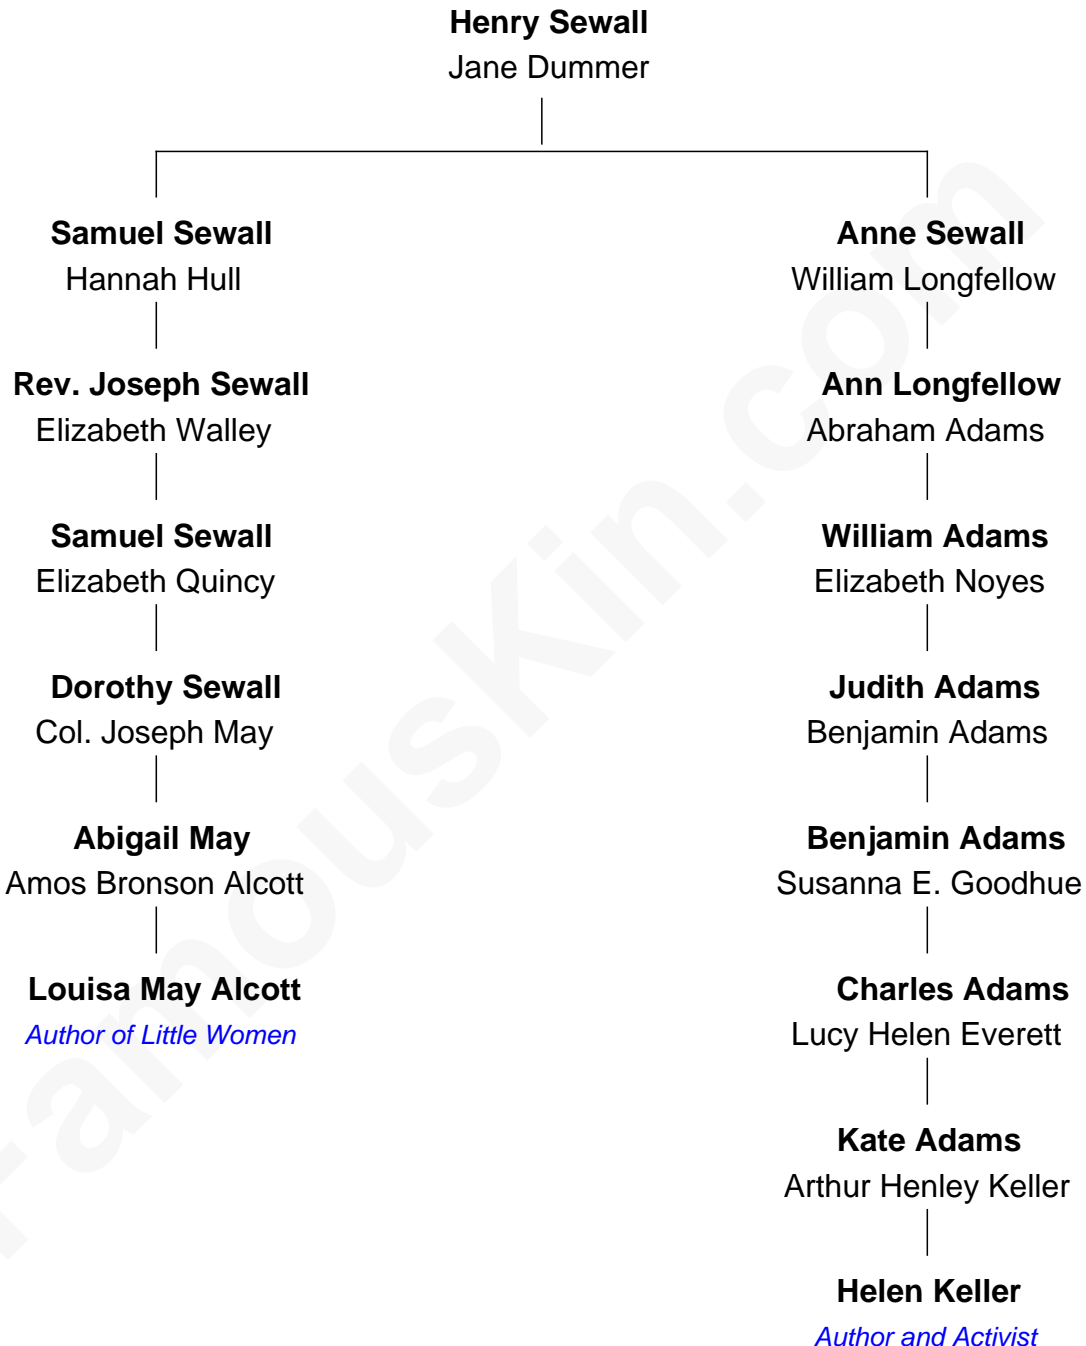 Henry Sewall
Jane Dummer
Samuel Sewall
Hannah Hull
Rev. Joseph Sewall
Elizabeth Walley
Samuel Sewall
Elizabeth Quincy
Dorothy Sewall
Col. Joseph May
Abigail May
Amos Bronson Alcott
Louisa May Alcott
Author of Little Women
Anne Sewall
William Longfellow
Ann Longfellow
Abraham Adams
William Adams
Elizabeth Noyes
Judith Adams
Benjamin Adams
Benjamin Adams
Susanna E. Goodhue
Charles Adams
Lucy Helen Everett
Kate Adams
Arthur Henley Keller
Helen Keller
Author and Activist
FamousKin.com